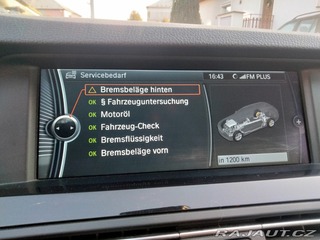 Servicebedarf
16:43
FM PLUS
Bremsbeläge hinten
OK § Fahrzeuguntersuchung
OK Motoröl
OK Fahrzeug-Check
OK Bremsflüssigkeit
OK Bremsbeläge vorn
in 1200 km
RAJAUT.CZ